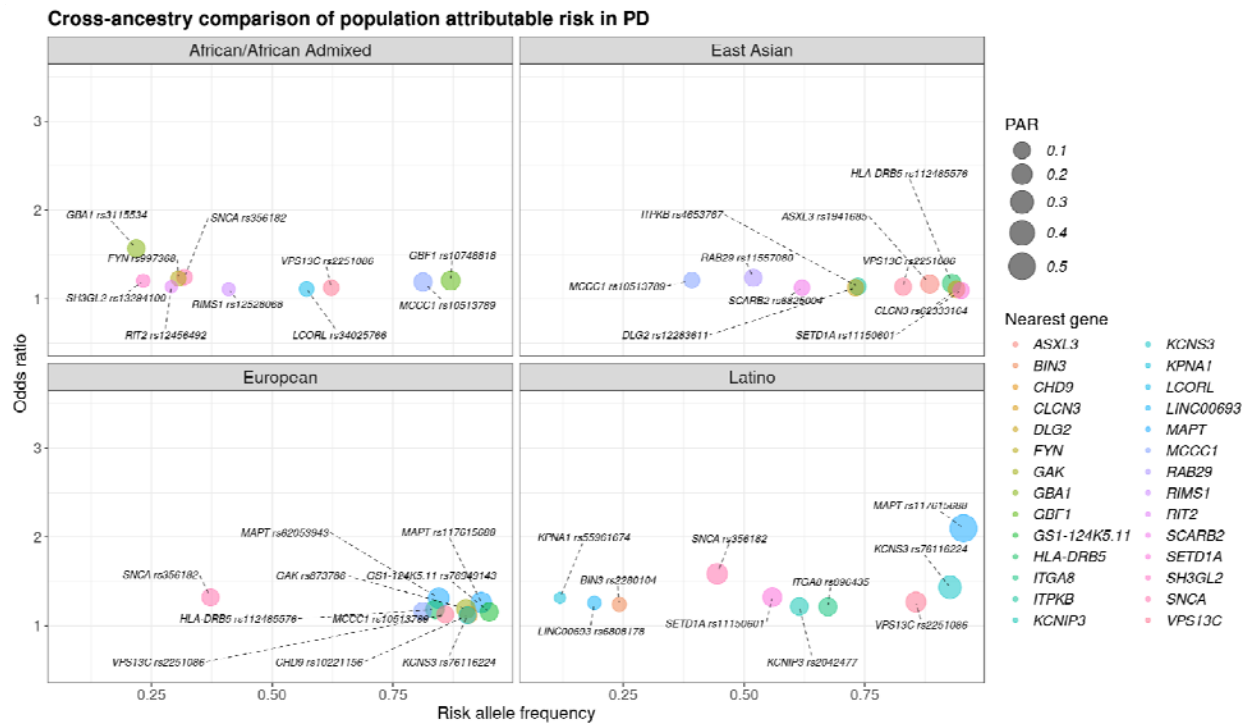 Cross-ancestry comparison of population attributable risk in PD
African/African Admixed
East Asian
3
2
1
GBA1 rs3115534
SNCA rs356182
FYN rs997368
SH3GL2 rs13294100
RIT2 rs12456492
RIMS1 rs12528068
VPS13C rs2251086
LCORL rs34025766
GBF1 rs10748818
MCCC1 rs10513789
HLA-DRB5 rs112485576
ITPKB rs4653767
ASXL3 rs1941685
RAB29 rs11557080
VPS13C rs2251086
MCCC1 rs10513789
SCARB2 rs6825004
CLCN3 rs62333164
DLG2 rs12283611
SETD1A rs11150601
European
Latino
3
2
1
MAPT rs62053943
MAPT rs117615688
SNCA rs356182
GAK rs873786
GS1-124K5.11 rs76949143
HLA-DRB5 rs112485576
MCCC1 rs10513789
VPS13C rs2251086
CHD9 rs10221156
KCNS3 rs76116224
MAPT rs117615688
KPNA1 rs55961674
SNCA rs356182
KCNS3 rs76116224
BIN3 rs2280104
ITGA8
LINC00693 rs6808178
SETD1A rs11150601
VPS13C rs2251086
KCNIP3 rs2042477
0.25
0.50
0.75
0.25
0.50
0.75
Odds ratio
Risk allele frequency
PAR
0.1
0.2
0.3
0.4
0.5
Nearest gene
ASXL3
BIN3
CHD9
CLCN3
DLG2
FYN
GAK
GBA1
GBF1
GS1-124K5.11
HLA-DRB5
ITGA8
ITPKB
KCNIP3
KCNS3
KPNA1
LCORL
LINC00693
MAPT
MCCC1
RAB29
RIMS1
RIT2
SCARB2
SETD1A
SH3GL2
SNCA
VPS13C